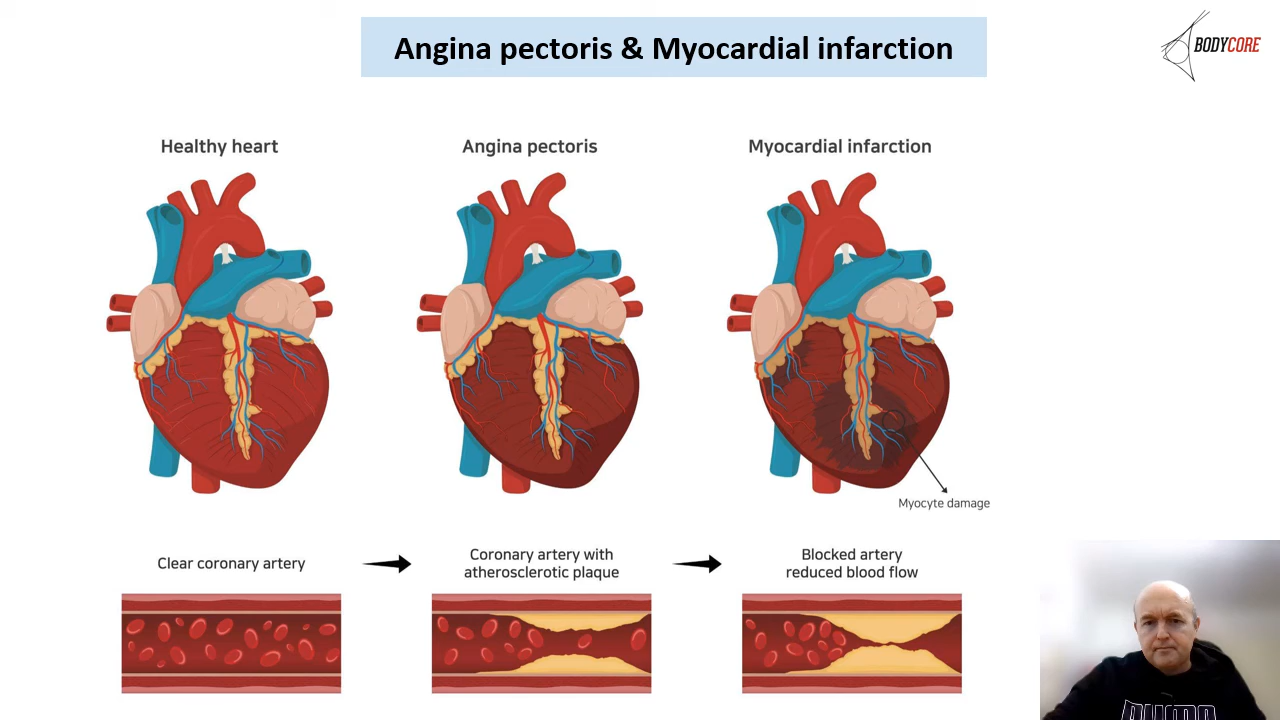 Angina pectoris & Myocardial infarction
BODYCORE
Healthy heart
Angina pectoris
Myocardial infarction
Myocyte damage
Clear coronary artery
Coronary artery with
atherosclerotic plaque
Blocked artery
reduced blood flow